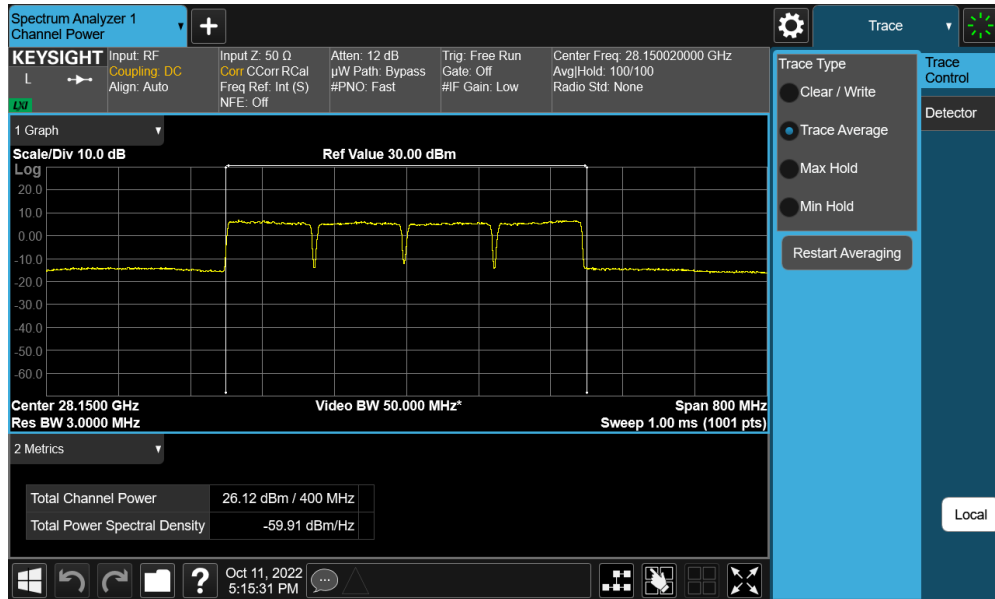 Spectrum Analyzer 1
Channel Power
+
Trace
KEYSIGHT
L
LXI
Input: RF
Coupling: DC
Align: Auto
Input Z: 50 Ω
Corr CCorr RCal
Freq Ref: Int (S)
NFE: Off
Atten: 12 dB
µW Path: Bypass
#PNO: Fast
Trig: Free Run
Gate: Off
#IF Gain: Low
Center Freq: 28.150020000 GHz
Avg|Hold: 100/100
Radio Std: None
Trace Type
Clear / Write
Trace Average
Max Hold
Min Hold
Restart Averaging
Trace
Control
Detector
Local
1 Graph
Scale/Div 10.0 dB
Ref Value 30.00 dBm
Log
20.0
10.0
0.00
-10.0
-20.0
-30.0
-40.0
-50.0
-60.0
Center 28.1500 GHz
Video BW 50.000 MHz*
Span 800 MHz
Res BW 3.0000 MHz
Sweep 1.00 ms (1001 pts)
2 Metrics
Total Channel Power 26.12 dBm / 400 MHz
Total Power Spectral Density -59.91 dBm/Hz
?
Oct 11, 2022
5:15:31 PM